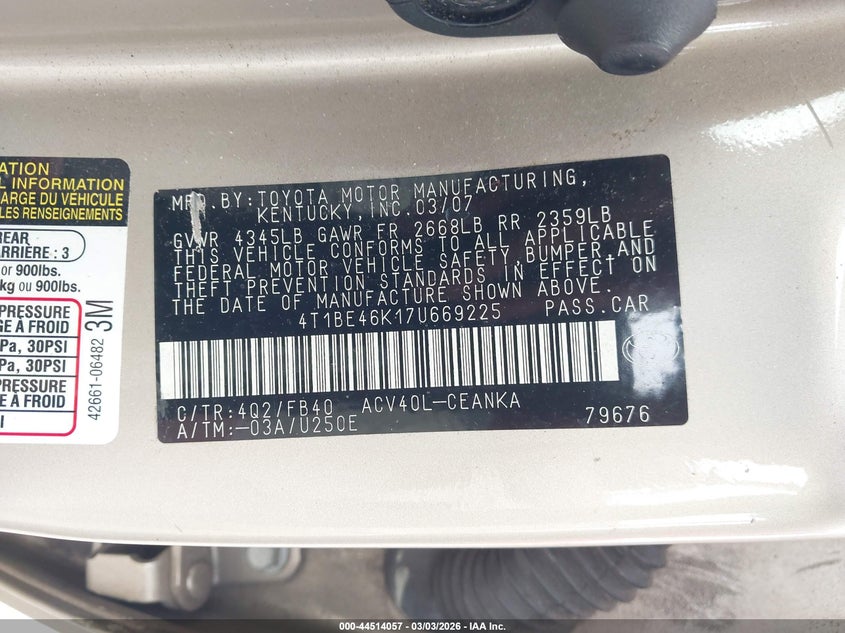 ATION
L INFORMATION
ARGE DU VÉHICULE
LES RENSEIGNEMENTS
REAR
ARRIÈRE : 3
or 900lbs.
kg ou 900lbs.
PRESSURE
GE À FROID
Pa, 30PSI
Pa, 30PSI
PRESSURE
E À FROID
42661-06482 3M
MFD.BY:TOYOTA MOTOR MANUFACTURING,
KENTUCKY,INC.03/07
GVWR 4345LB GAWR FR 2668LB RR 2359LB
THIS VEHICLE CONFORMS TO ALL APPLICABLE
FEDERAL MOTOR VEHICLE SAFETY,BUMPER,AND
THEFT PREVENTION STANDARDS IN EFFECT ON
THE DATE OF MANUFACTURE SHOWN ABOVE.
4T1BE46K17U669225 PASS.CAR
C/TR:4Q2/FB40 ACV40L-CEANKA
A/TM:-03A/U250E 79676
000-44514057 - 03/03/2026 - IAA Inc.